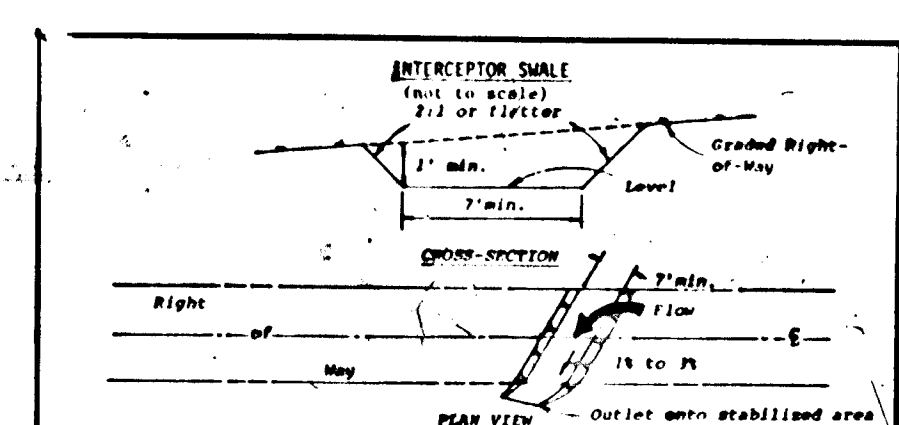 INTERCEPTOR SWALE
(not to scale)
2:1 or flatter
Graded Right-
of-Way
1' min.
Level
7'min.
CROSS-SECTION
7'min.
Right
Flow
of
℄
1% to 3%
Way
Outlet onto stabilized area
PLAN VIEW